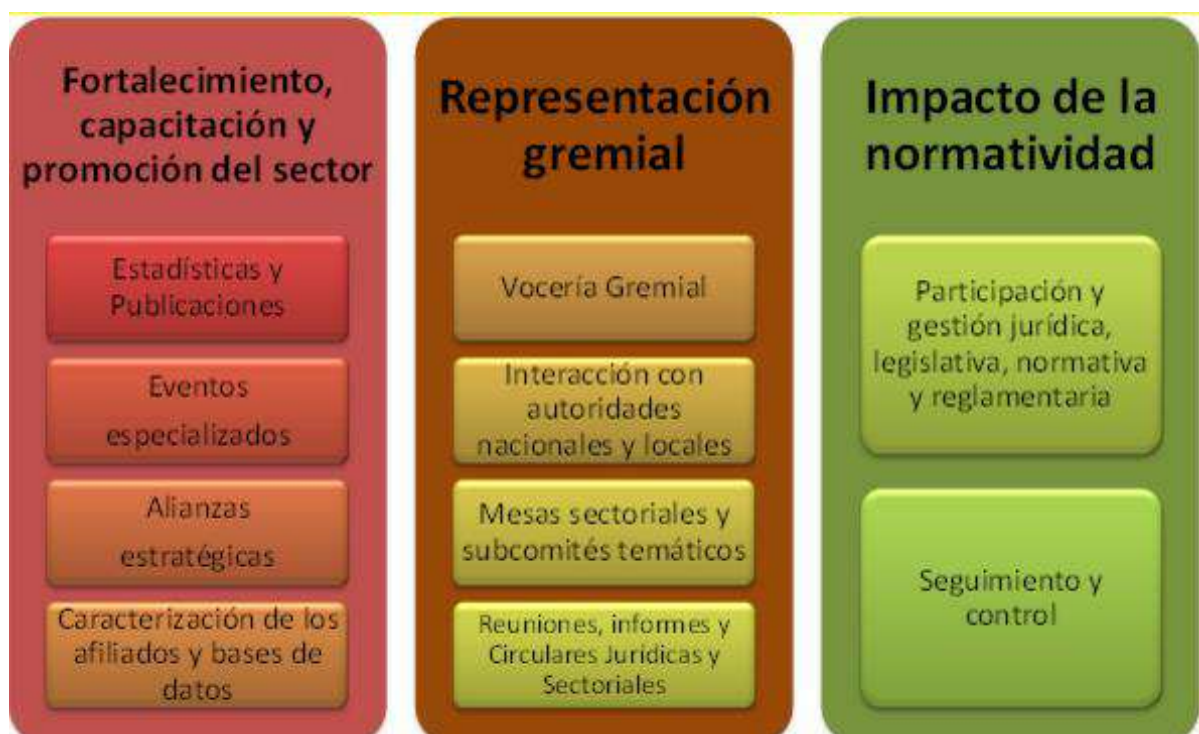 Fortalecimiento,
capacitación y
promoción del sector
Estadísticas y
Publicaciones
Eventos
especializados
Alianzas
estratégicas
Caracterización de los
afiliados y bases de
datos
Representación
gremial
Vocería Gremial
Interacción con
autoridades
nacionales y locales
Mesas sectoriales y
subcomités temáticos
Reuniones, informes y
Circulares Jurídicas y
Sectoriales
Impacto de la
normatividad
Participación y
gestión jurídica,
legislativa, normativa
y reglamentaria
Seguimiento y
control